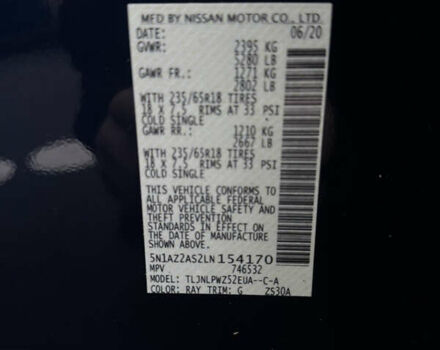 MFD BY NISSAN MOTOR CO., LTD.
DATE: 06/20
GVWR: 2395 KG
5280 LB
GAWR FR.: 1271 KG
2802 LB
WITH 235/65R18 TIRES
18 X 7.5 RIMS AT 33 PSI
COLD SINGLE
GAWR RR.: 1210 KG
2667 LB
WITH 235/65R18 TIRES
18 X 7.5 RIMS AT 33 PSI
COLD SINGLE
THIS VEHICLE CONFORMS TO
ALL APPLICABLE FEDERAL
MOTOR VEHICLE SAFETY AND
THEFT PREVENTION
STANDARDS IN EFFECT ON
THE DATE OF MANUFACTURE
SHOWN ABOVE.
5N1AZ2AS2LN154170
MPV 746532
MODEL: TLJNLPWZ52EUA--C-A
COLOR: RAY TRIM: G Z530A